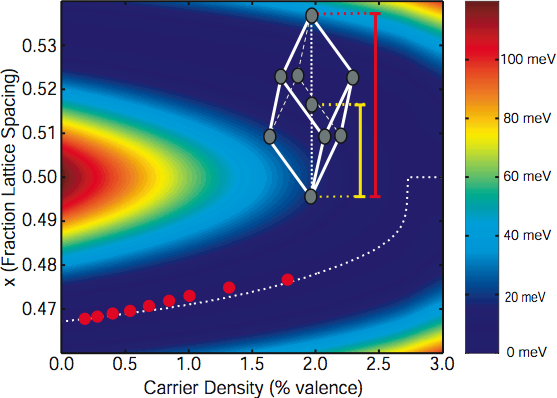 0.53
0.52
0.51
0.50
0.49
0.48
0.47
x (Fraction Lattice Spacing)
0.0 0.5 1.0 1.5 2.0 2.5 3.0
Carrier Density (% valence)
100 meV
80 meV
60 meV
40 meV
20 meV
0 meV